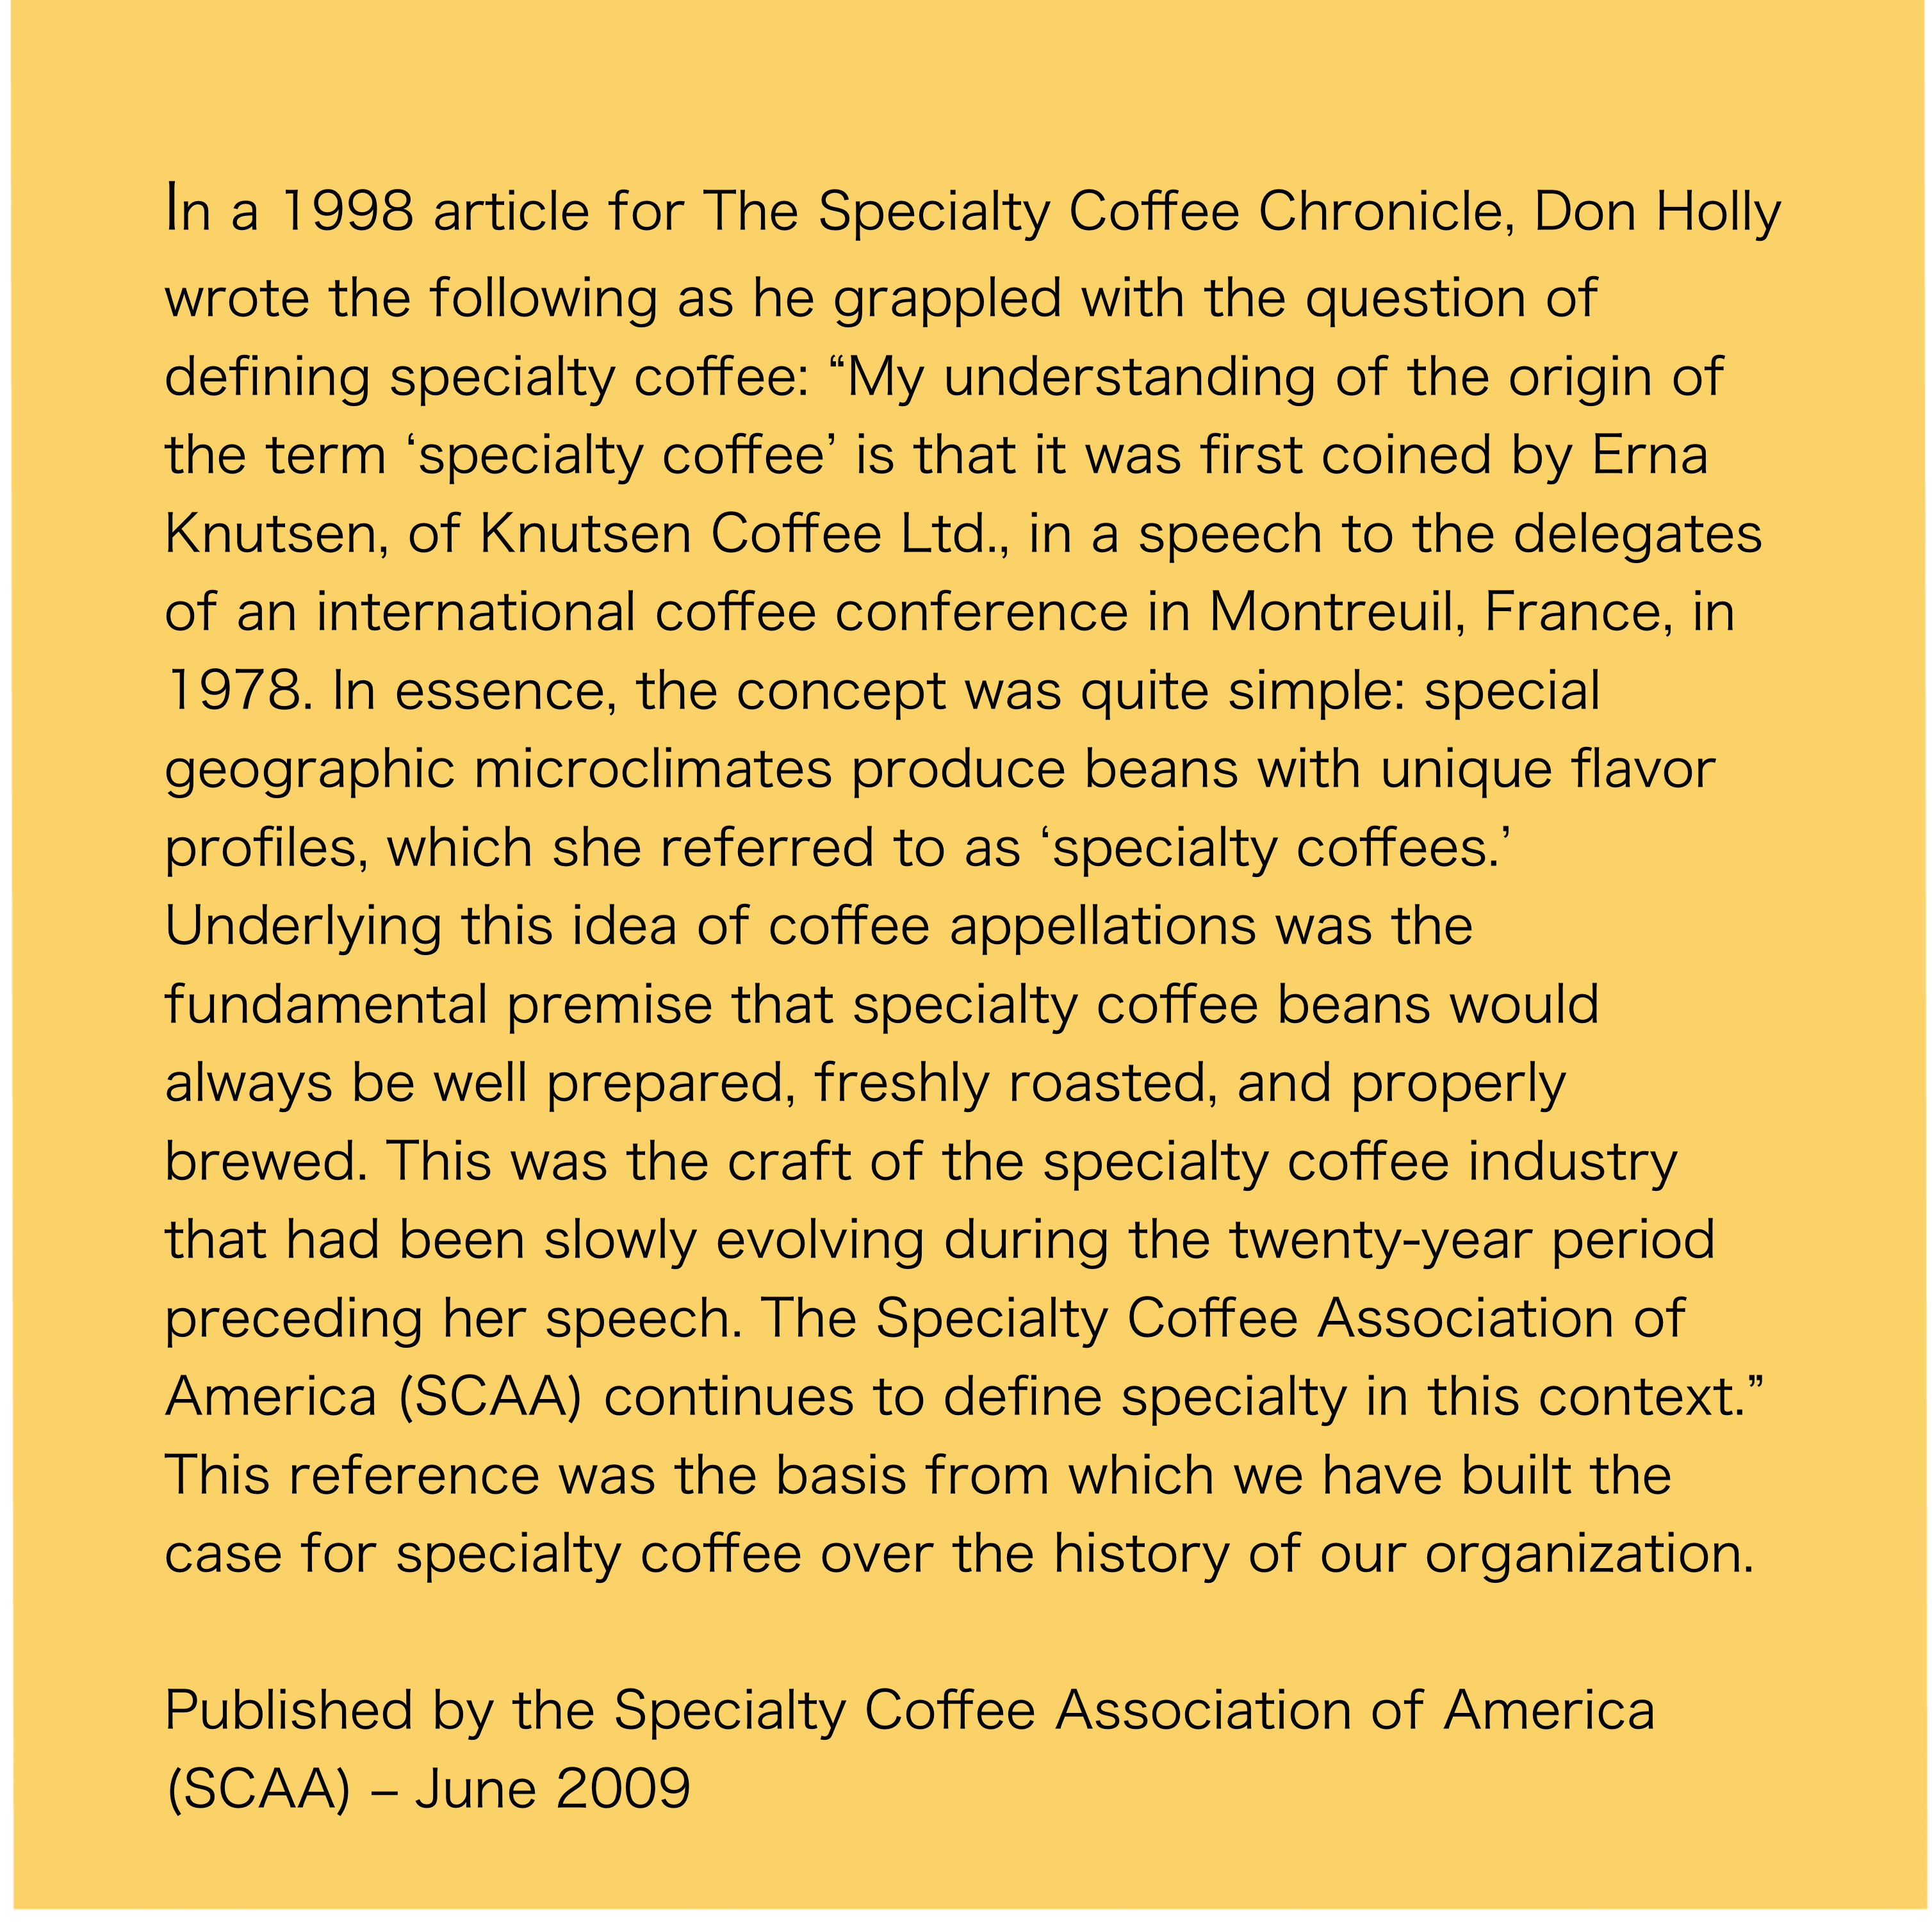 In a 1998 article for The Specialty Coffee Chronicle, Don Holly
wrote the following as he grappled with the question of
defining specialty coffee: “My understanding of the origin of
the term ‘specialty coffee’ is that it was first coined by Erna
Knutsen, of Knutsen Coffee Ltd., in a speech to the delegates
of an international coffee conference in Montreuil, France, in
1978. In essence, the concept was quite simple: special
geographic microclimates produce beans with unique flavor
profiles, which she referred to as ‘specialty coffees.’
Underlying this idea of coffee appellations was the
fundamental premise that specialty coffee beans would
always be well prepared, freshly roasted, and properly
brewed. This was the craft of the specialty coffee industry
that had been slowly evolving during the twenty-year period
preceding her speech. The Specialty Coffee Association of
America (SCAA) continues to define specialty in this context.”
This reference was the basis from which we have built the
case for specialty coffee over the history of our organization.
Published by the Specialty Coffee Association of America
(SCAA) – June 2009